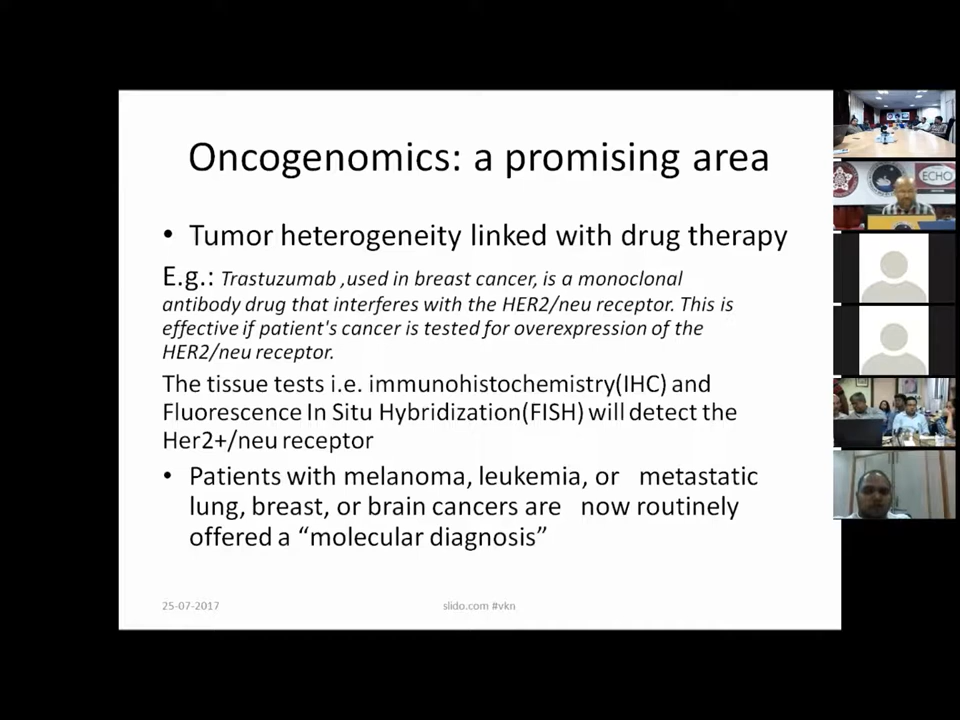 Oncogenomics: a promising area
• Tumor heterogeneity linked with drug therapy
E.g.: Trastuzumab ,used in breast cancer, is a monoclonal
antibody drug that interferes with the HER2/neu receptor. This is
effective if patient's cancer is tested for overexpression of the
HER2/neu receptor.
The tissue tests i.e. immunohistochemistry(IHC) and
Fluorescence In Situ Hybridization(FISH) will detect the
Her2+/neu receptor
• Patients with melanoma, leukemia, or metastatic
lung, breast, or brain cancers are now routinely
offered a “molecular diagnosis”
25-07-2017
slido.com #vkn
ECHO